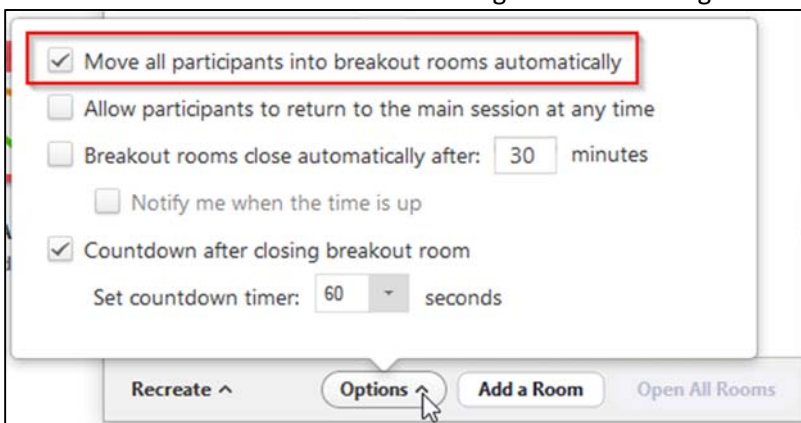 Move all participants into breakout rooms automatically
Allow participants to return to the main session at any time
Breakout rooms close automatically after: 30 minutes
Notify me when the time is up
Countdown after closing breakout room
Set countdown timer: 60 seconds
Recreate Options Add a Room Open All Rooms